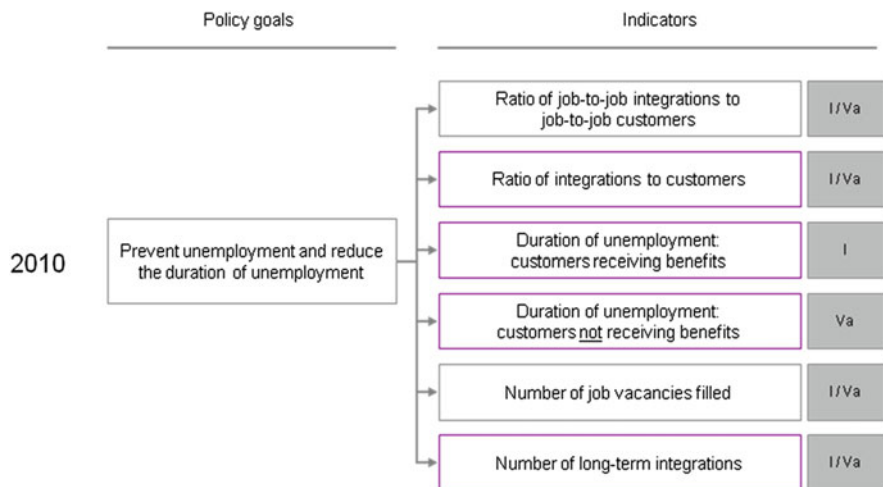 Policy goals
Indicators
Ratio of job-to-job integrations to
job-to-job customers
I / Va
Ratio of integrations to customers
I / Va
2010
Prevent unemployment and reduce
the duration of unemployment
Duration of unemployment:
customers receiving benefits
I
Duration of unemployment:
customers not receiving benefits
Va
Number of job vacancies filled
I / Va
Number of long-term integrations
I / Va